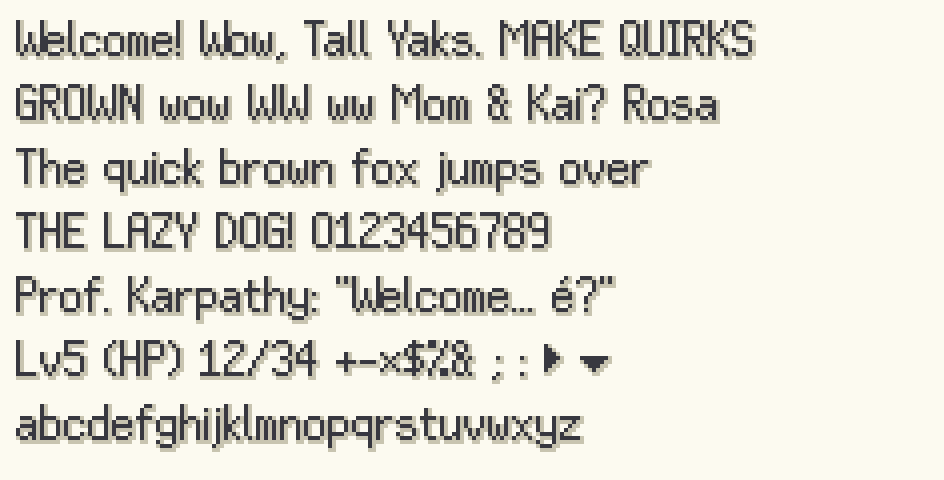 Welcome! Wow, Tall Yaks. MAKE QUIRKS
GROWN wow WW ww Mom & Kai? Rosa
The quick brown fox jumps over
THE LAZY DOG! 0123456789
Prof. Karpathy: "Welcome... é?"
Lv5 (HP) 12/34 +-×$%& ; : ▶ ▼
abcdefghijklmnopqrstuvwxyz